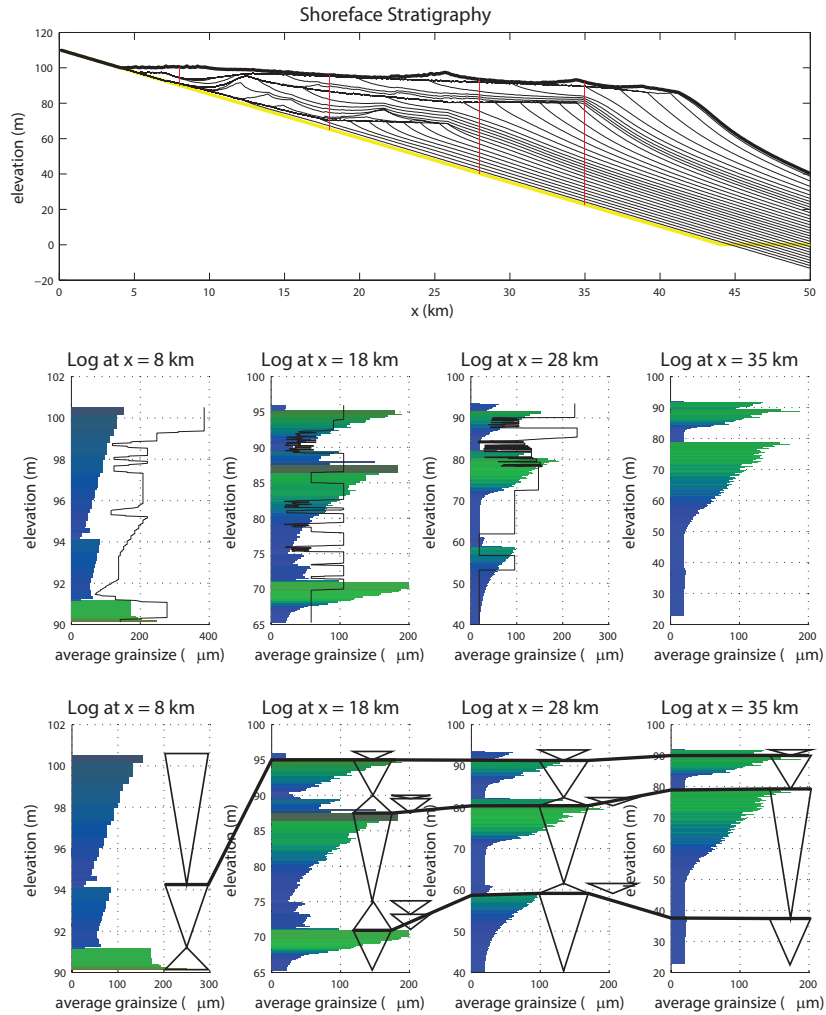 Shoreface Stratigraphy
120
100
80
60
40
20
0
−20
elevation (m)
0 5 10 15 20 25 30 35 40 45 50
x (km)
Log at x = 8 km
102
100
98
96
94
92
90
elevation (m)
0 200 400
average grainsize ( μm)
Log at x = 18 km
100
95
90
85
80
75
70
65
elevation (m)
0 100 200
average grainsize ( μm)
Log at x = 28 km
100
90
80
70
60
50
40
elevation (m)
0 100 200 300
average grainsize ( μm)
Log at x = 35 km
100
90
80
70
60
50
40
30
20
elevation (m)
0 100 200
average grainsize ( μm)
Log at x = 8 km
102
100
98
96
94
92
90
elevation (m)
0 100 200 300
average grainsize ( μm)
Log at x = 18 km
100
95
90
85
80
75
70
65
elevation (m)
0 100 200
average grainsize ( μm)
Log at x = 28 km
100
90
80
70
60
50
40
elevation (m)
0 100 200
average grainsize ( μm)
Log at x = 35 km
100
90
80
70
60
50
40
30
20
elevation (m)
0 100 200
average grainsize ( μm)